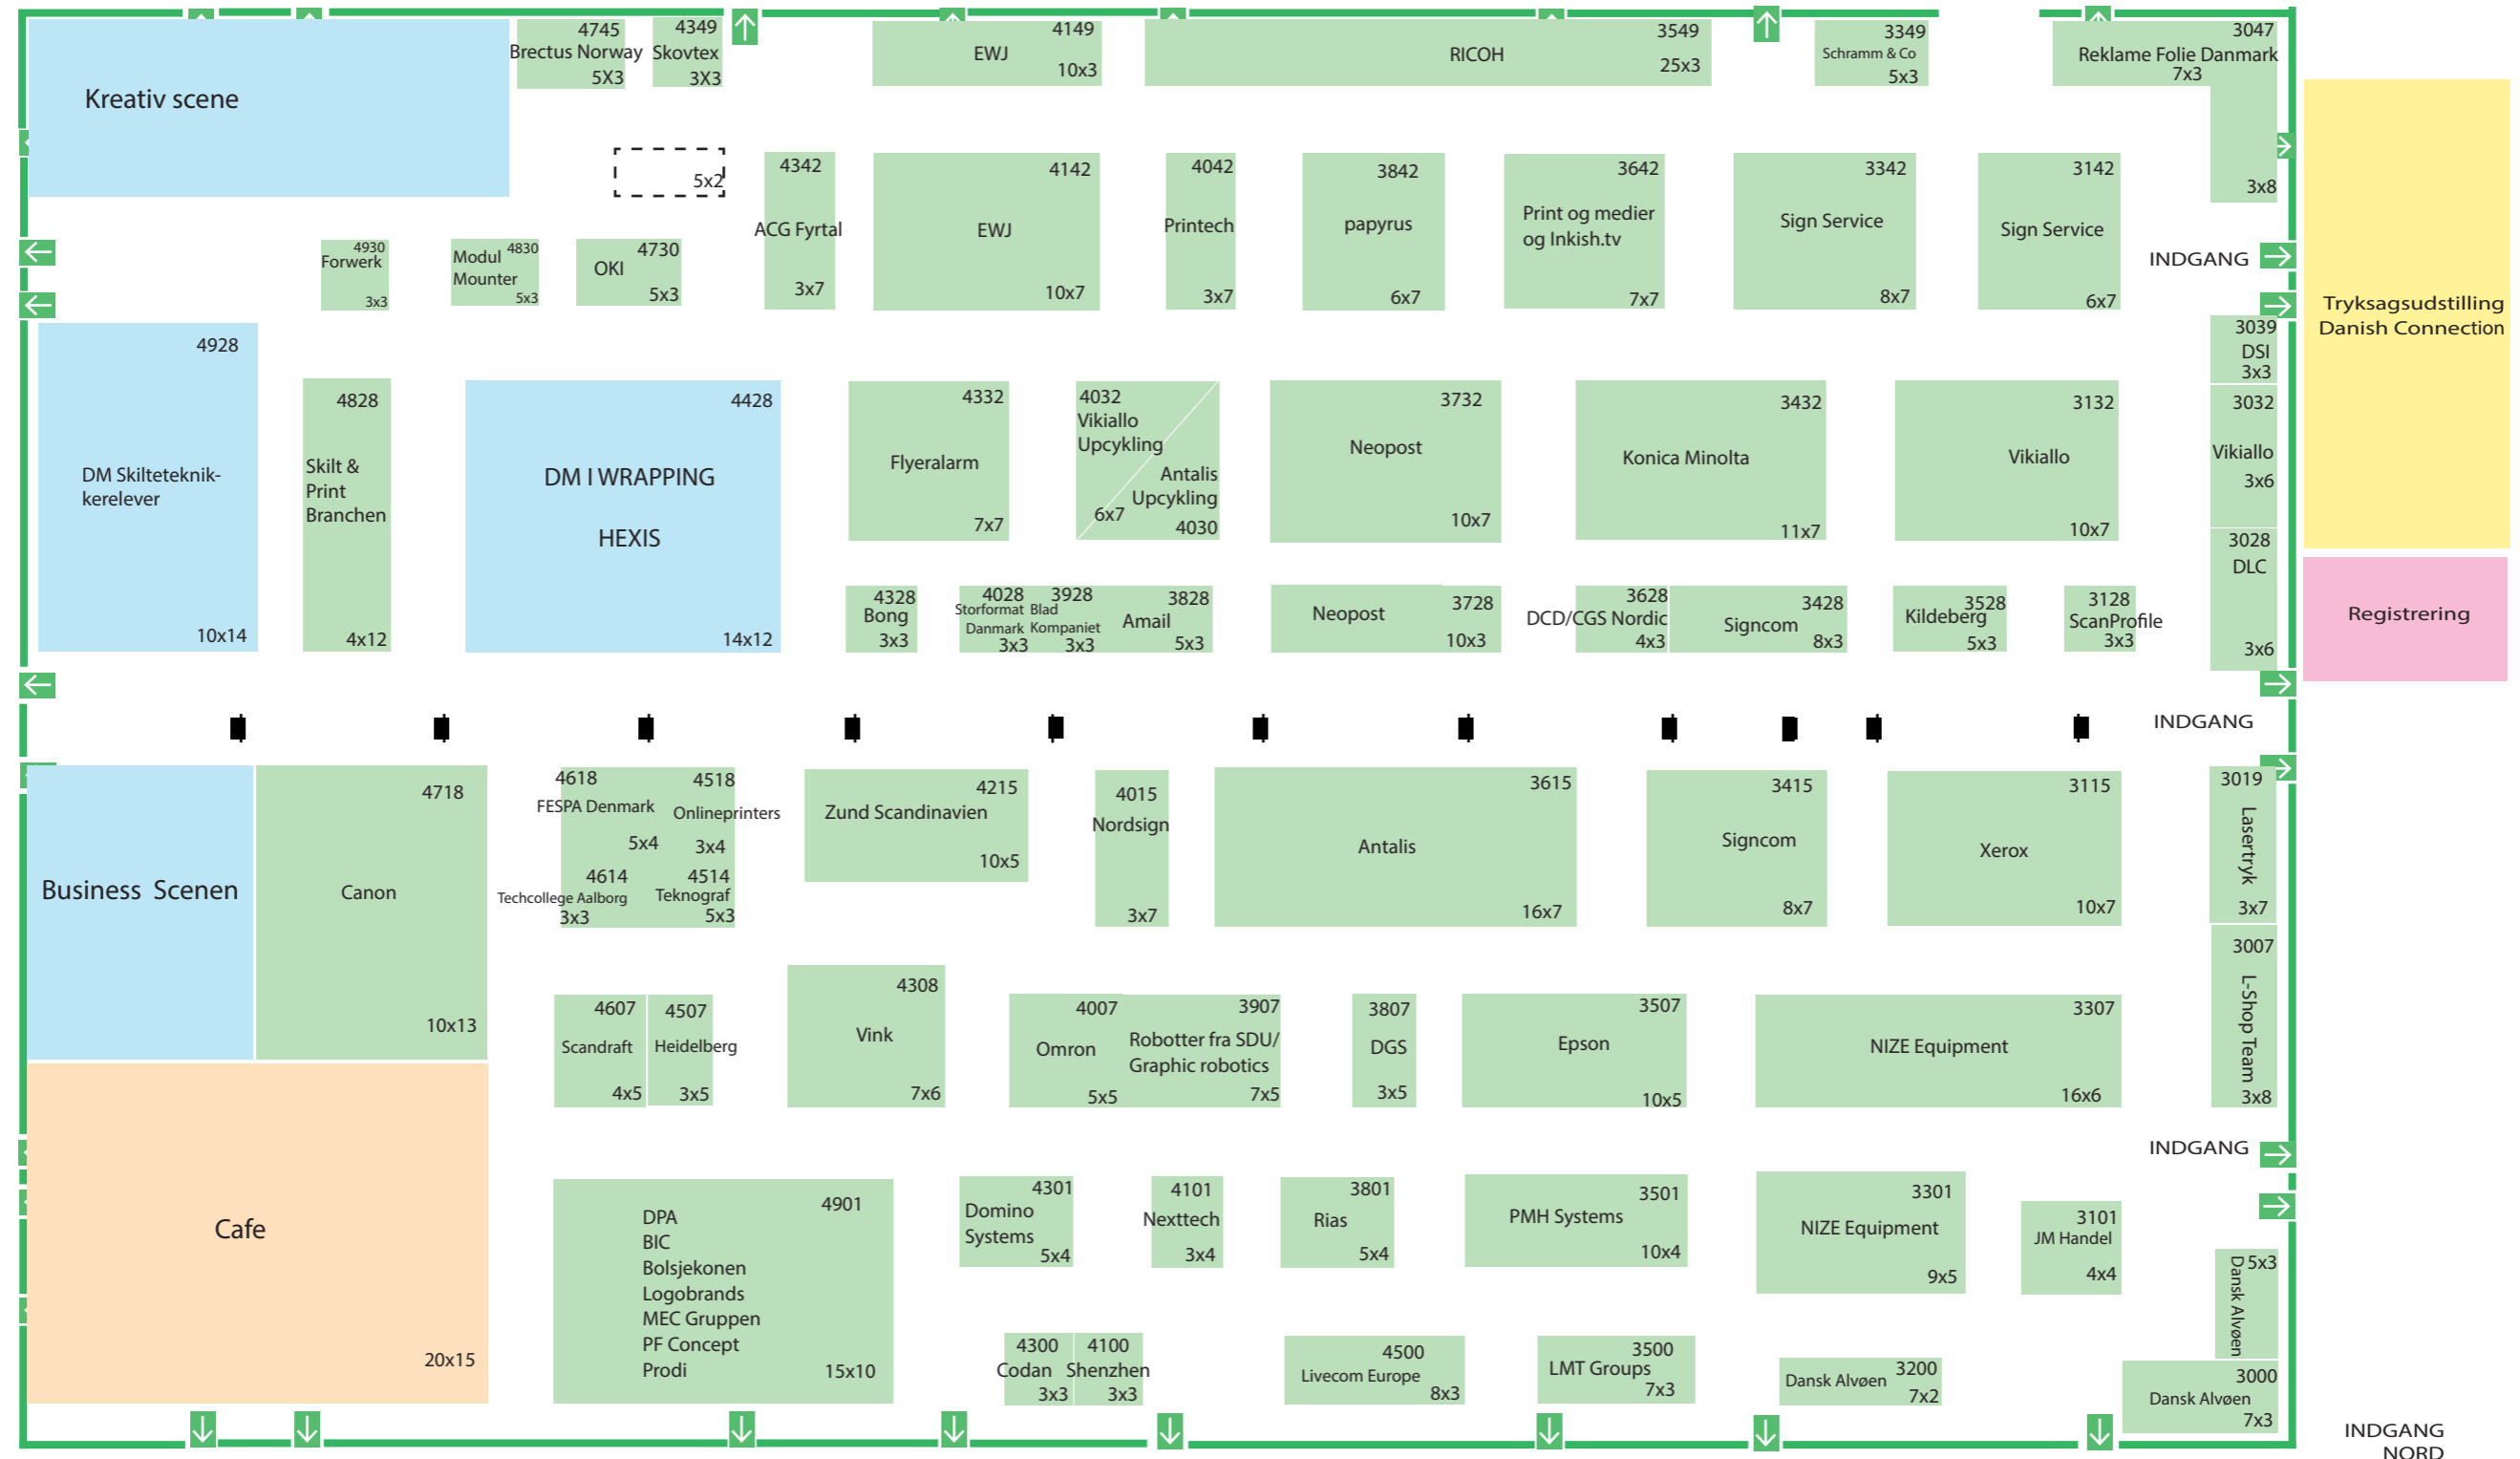 Kreativ scene
4745
Brectus Norway
5X3
4349
Skovtex
3X3
4149
EWJ
10x3
3549
RICOH
25x3
3349
Schramm & Co
5x3
3047
Reklame Folie Danmark
7x3
3x8
5x2
4342
ACG Fyrtal
3x7
4142
EWJ
10x7
4042
Printech
3x7
3842
papyrus
6x7
3642
Print og medier
og Inkish.tv
7x7
3342
Sign Service
8x7
3142
Sign Service
6x7
INDGANG
4930
Forwerk
3x3
Modul 4830
Mounter
5x3
4730
OKI
5x3
Tryksagsudstilling
Danish Connection
3039
DSI
3x3
4928
DM Skilteteknik-
kerelever
10x14
4828
Skilt &
Print
Branchen
4x12
4428
DM I WRAPPING
HEXIS
14x12
4332
Flyeralarm
7x7
4032
Vikiallo
Upcykling
Antalis
Upcykling
6x7
4030
3732
Neopost
10x7
3432
Konica Minolta
11x7
3132
Vikiallo
10x7
3032
Vikiallo
3x6
3028
DLC
3x6
4328
Bong
3x3
4028
Storformat
Danmark
3x3
3928
Blad
Kompaniet
3x3
3828
Amail
5x3
3728
Neopost
10x3
3628
DCD/CGS Nordic
4x3
3428
Signcom
8x3
3528
Kildeberg
5x3
3128
ScanProfile
3x3
Registrering
INDGANG
Business Scenen
4718
Canon
10x13
4618
FESPA Denmark
5x4
4518
Onlineprinters
3x4
4614
Techcollege Aalborg
3x3
4514
Teknograf
5x3
4215
Zund Scandinavien
10x5
4015
Nordsign
3x7
3615
Antalis
16x7
3415
Signcom
8x7
3115
Xerox
10x7
3019
Lasertryk
3x7
3007
L-Shop Team
3x8
4607
Scandraft
4x5
4507
Heidelberg
3x5
4308
Vink
7x6
4007
Omron
5x5
3907
Robotter fra SDU/
Graphic robotics
7x5
3807
DGS
3x5
3507
Epson
10x5
3307
NIZE Equipment
16x6
INDGANG
Cafe
20x15
4901
DPA
BIC
Bolsjekonen
Logobrands
MEC Gruppen
PF Concept
Prodi
15x10
4301
Domino
Systems
5x4
4101
Nexttech
3x4
3801
Rias
5x4
3501
PMH Systems
10x4
3301
NIZE Equipment
9x5
3101
JM Handel
4x4
5x3
Dansk Alvøen
4300
Codan
3x3
4100
Shenzhen
3x3
4500
Livecom Europe
8x3
3500
LMT Groups
7x3
3200
Dansk Alvøen
7x2
3000
Dansk Alvøen
7x3
INDGANG
NORD